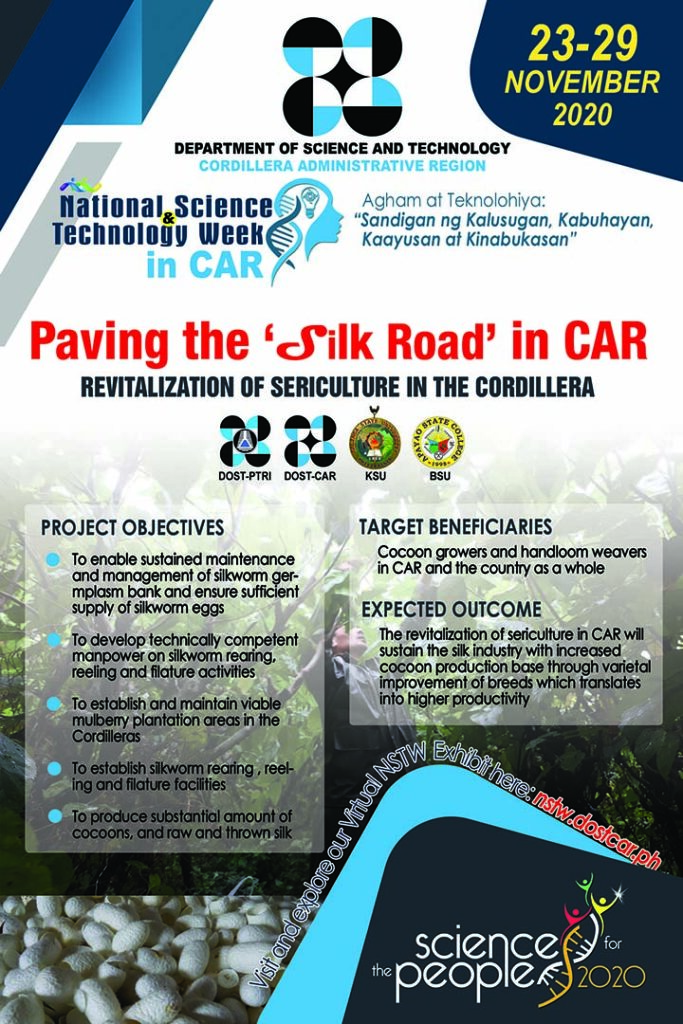 23-29
NOVEMBER
2020
DEPARTMENT OF SCIENCE AND TECHNOLOGY
CORDILLERA ADMINISTRATIVE REGION
National Science
& Technology Week
in CAR
Agham at Teknolohiya:
“Sandigan ng Kalusugan, Kabuhayan,
Kaayusan at Kinabukasan”
Paving the ‘Silk Road’ in CAR
REVITALIZATION OF SERICULTURE IN THE CORDILLERA
DOST-PTRI
DOST-CAR
KSU
APAYAO STATE COLLEGE
1998
BSU
PROJECT OBJECTIVES
To enable sustained maintenance
and management of silkworm ger-
mplasm bank and ensure sufficient
supply of silkworm eggs
To develop technically competent
manpower on silkworm rearing,
reeling and filature activities
To establish and maintain viable
mulberry plantation areas in the
Cordilleras
To establish silkworm rearing , reel-
ing and filature facilities
To produce substantial amount of
cocoons, and raw and thrown silk
TARGET BENEFICIARIES
Cocoon growers and handloom weavers
in CAR and the country as a whole
EXPECTED OUTCOME
The revitalization of sericulture in CAR will
sustain the silk industry with increased
cocoon production base through varietal
improvement of breeds which translates
into higher productivity
Visit and explore our Virtual NSTW Exhibit here: nstw.dostcar.ph
science for
the people 2020